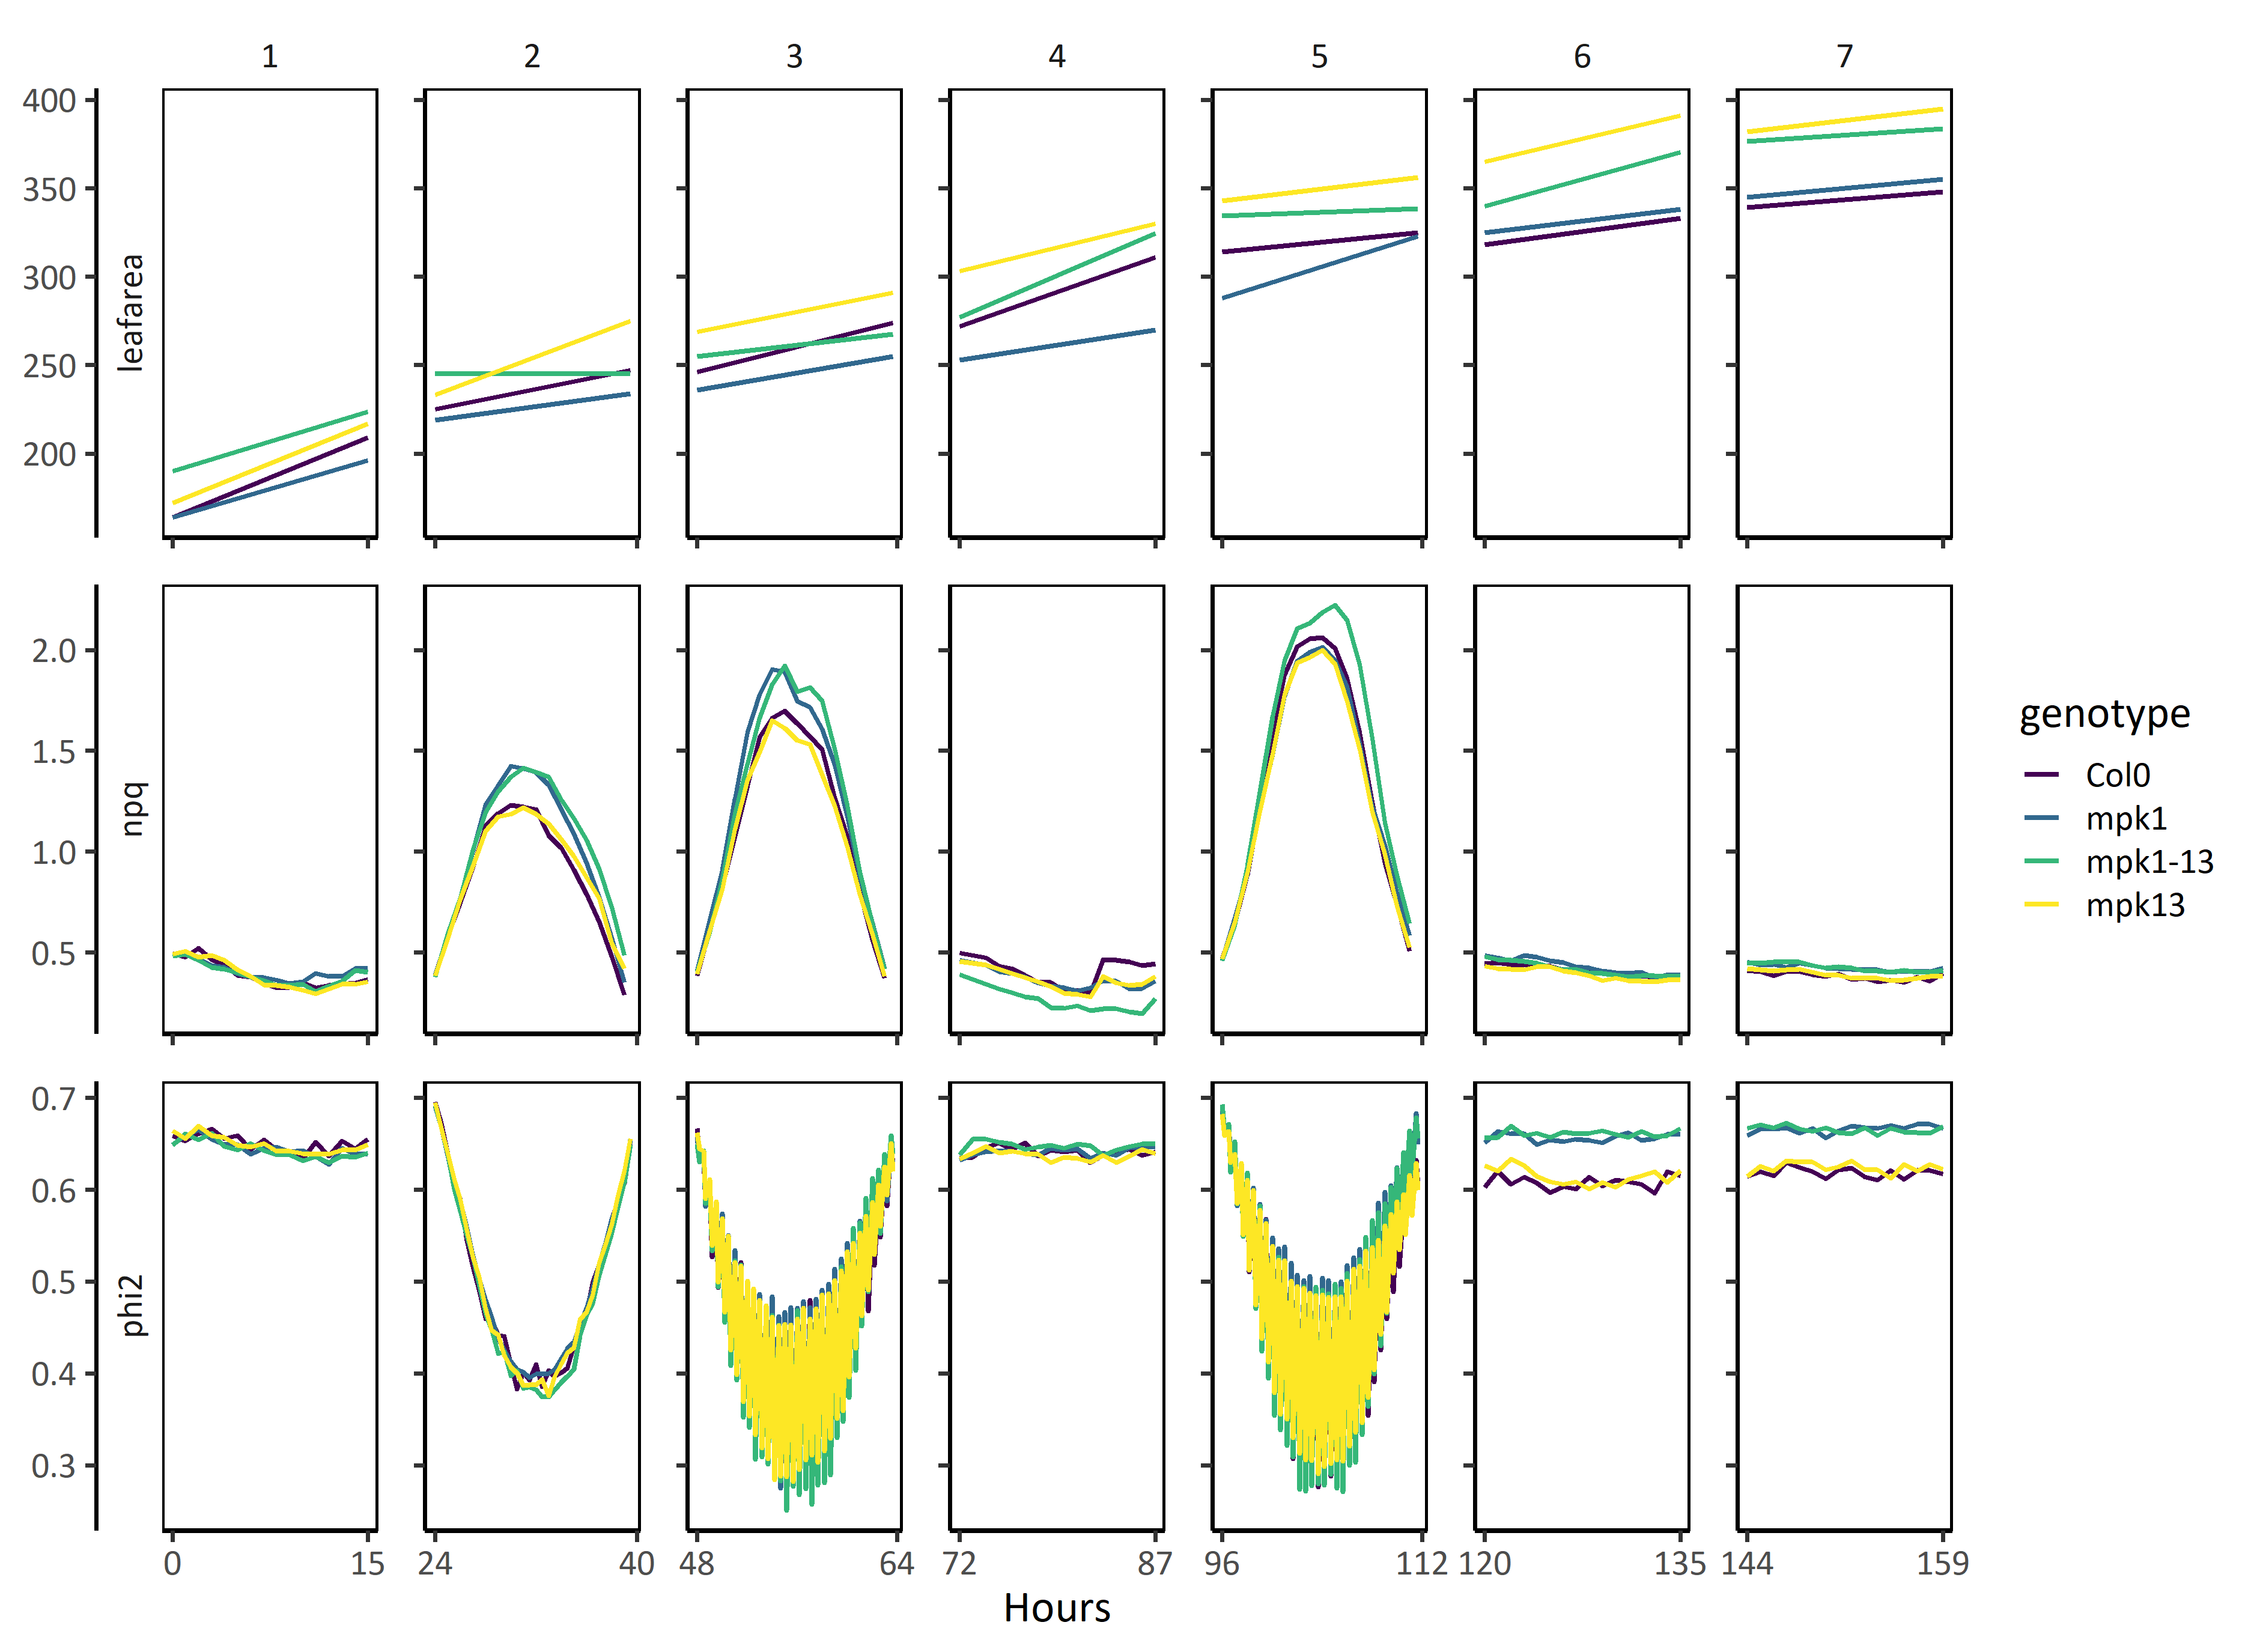 1 2 3 4 5 6 7
400
350
300
250
200
leafarea
2.0
1.5
1.0
0.5
npq
0.7
0.6
0.5
0.4
0.3
phi2
0 15 24 40 48 64 72 87 96 112 120 135 144 159
Hours
genotype
Col0
mpk1
mpk1-13
mpk13